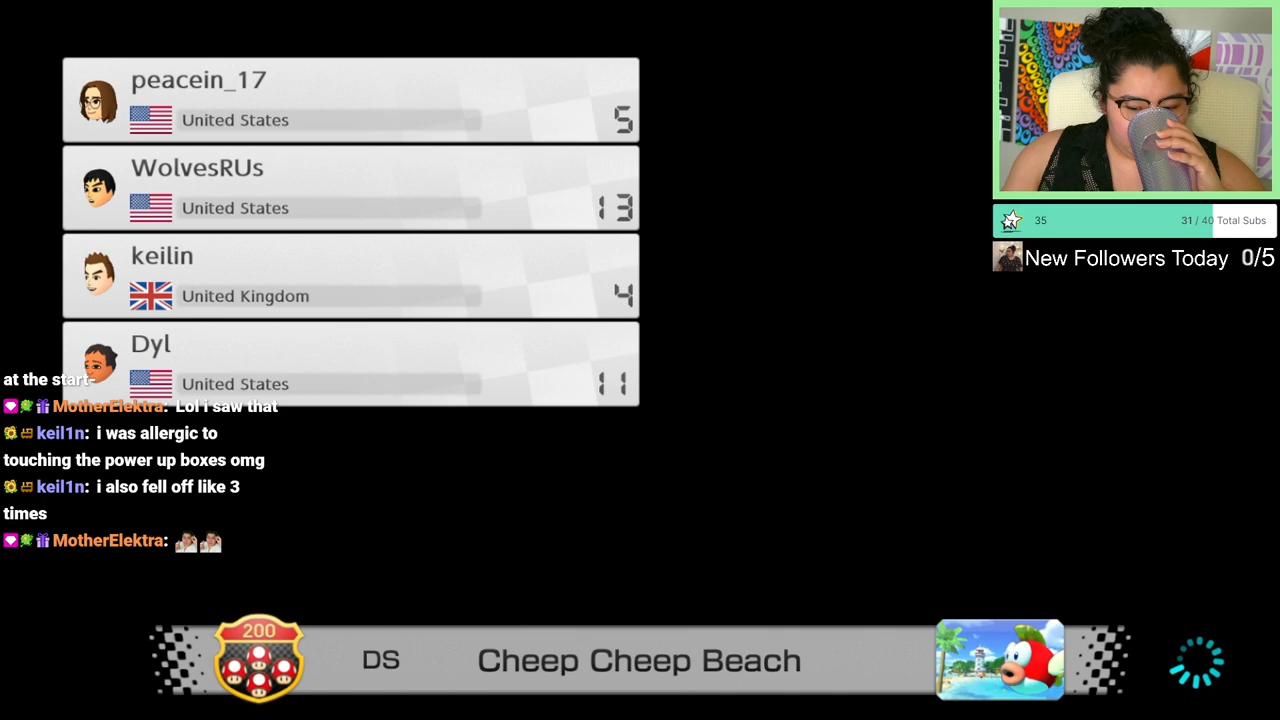 peacein_17
United States
5
WolvesRUs
United States
13
keilin
United Kingdom
4
Dyl
United States
11
at the start-
MotherElektra: Lol i saw that
keil1n: i was allergic to
touching the power up boxes omg
keil1n: i also fell off like 3
times
MotherElektra:
35
31 / 40 Total Subs
New Followers Today 0/5
200
DS
Cheep Cheep Beach